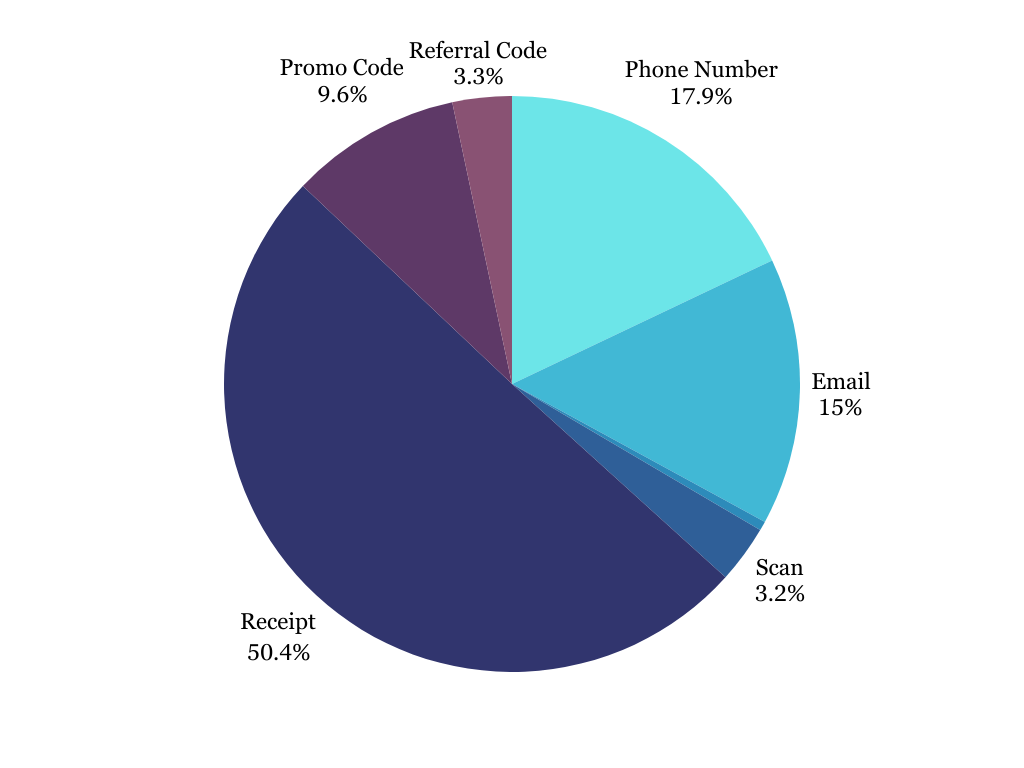 Referral Code
3.3%
Promo Code
9.6%
Phone Number
17.9%
Email
15%
Scan
3.2%
Receipt
50.4%